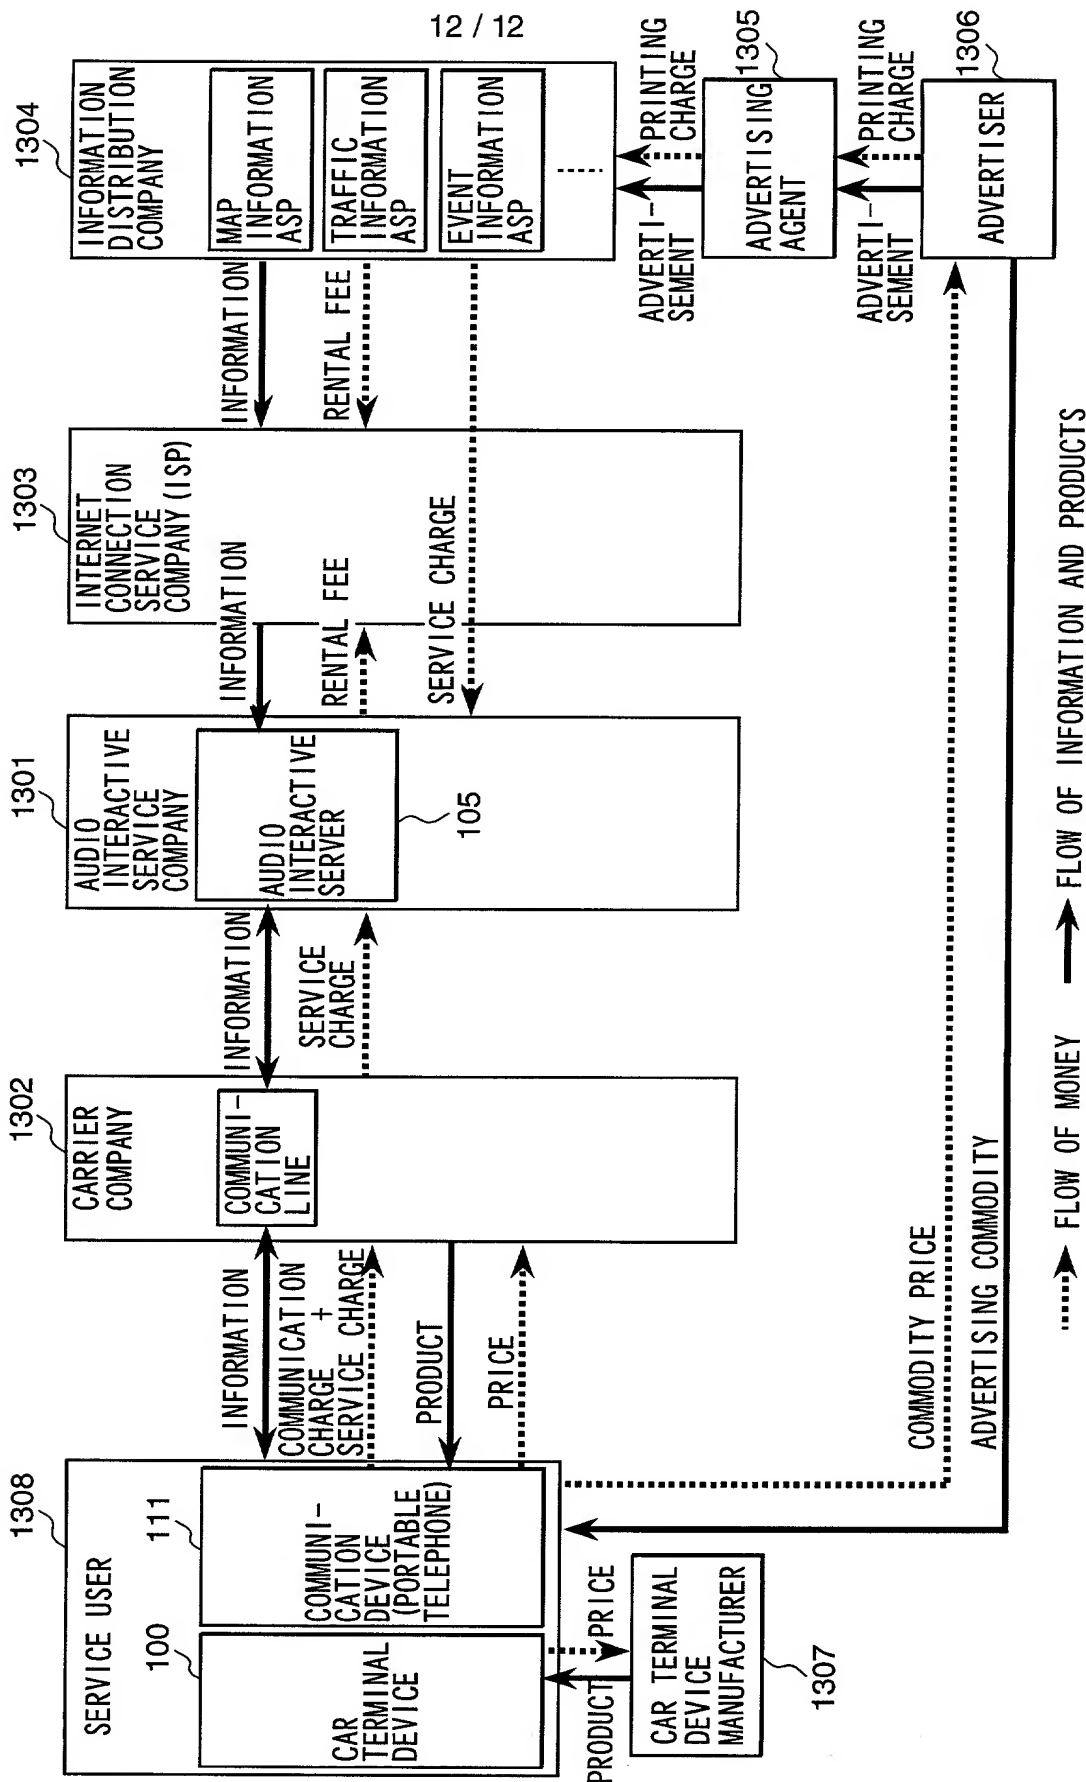 12 / 12
1308
SERVICE USER
100
CAR
TERMINAL
DEVICE
111
COMMUNI-
CATION
DEVICE
(PORTABLE
TELEPHONE)
PRODUCT
PRICE
CAR TERMINAL
DEVICE
MANUFACTURER
1307
INFORMATION
COMMUNICATION
CHARGE +
SERVICE CHARGE
PRODUCT
PRICE
1302
CARRIER
COMPANY
COMMUNI-
CATION
LINE
INFORMATION
SERVICE
CHARGE
1301
AUDIO
INTERACTIVE
SERVICE
COMPANY
AUDIO
INTERACTIVE
SERVER
105
INFORMATION
RENTAL FEE
SERVICE CHARGE
1303
INTERNET
CONNECTION
SERVICE
COMPANY(ISP)
INFORMATION
RENTAL FEE
1304
INFORMATION
DISTRIBUTION
COMPANY
MAP
INFORMATION
ASP
TRAFFIC
INFORMATION
ASP
EVENT
INFORMATION
ASP
ADVERTI-
SEMENT
PRINTING
CHARGE
1305
ADVERTISING
AGENT
ADVERTI-
SEMENT
PRINTING
CHARGE
1306
ADVERTISER
COMMODITY PRICE
ADVERTISING COMMODITY
FLOW OF MONEY
FLOW OF INFORMATION AND PRODUCTS